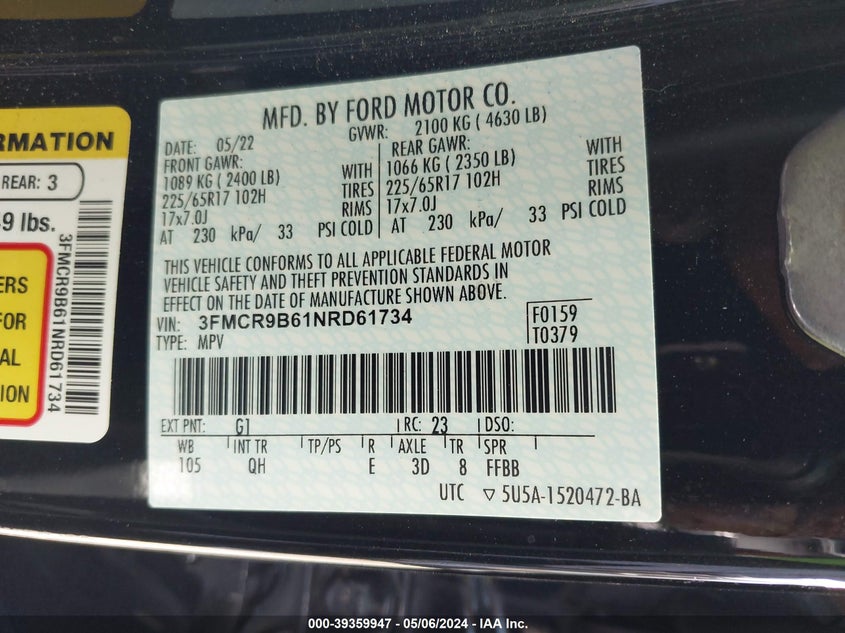 MFD. BY FORD MOTOR CO.
DATE: 05/22 GVWR: 2100 KG ( 4630 LB)
FRONT GAWR: REAR GAWR:
1089 KG ( 2400 LB) WITH 1066 KG ( 2350 LB) WITH
225/65R17 102H TIRES 225/65R17 102H TIRES
17x7.0J RIMS 17x7.0J RIMS
AT 230 kPa/ 33 PSI COLD AT 230 kPa/ 33 PSI COLD
THIS VEHICLE CONFORMS TO ALL APPLICABLE FEDERAL MOTOR
VEHICLE SAFETY AND THEFT PREVENTION STANDARDS IN
EFFECT ON THE DATE OF MANUFACTURE SHOWN ABOVE.
VIN: 3FMCR9B61NRD61734 F0159
TYPE: MPV T0379
EXT PNT: G1 RC: 23 DSO:
WB INT TR TP/PS R AXLE TR SPR
105 QH E 3D 8 FFBB
UTC ▽ 5U5A-1520472-BA
RMATION
REAR: 3
9 lbs.
3FMCR9B61NRD61734
ERS
FOR
AL
ION
000-39359947 - 05/06/2024 - IAA Inc.